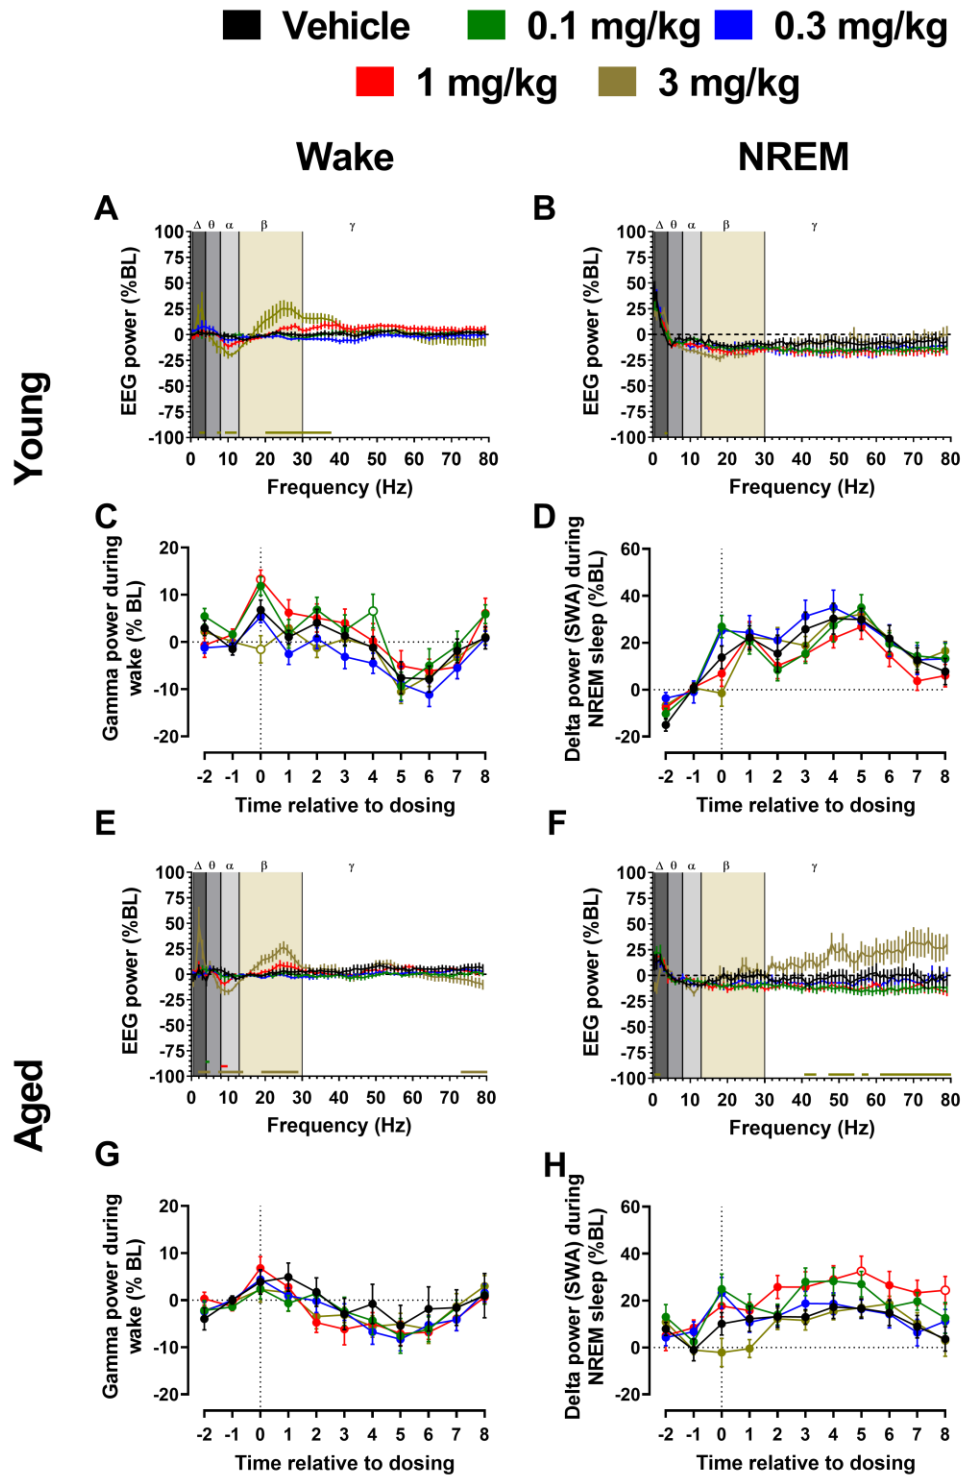 Vehicle 0.1 mg/kg 0.3 mg/kg
1 mg/kg 3 mg/kg
Wake NREM
Young
A
Δ θ α β γ
EEG power (%BL)
100
75
50
25
0
-25
-50
-75
-100
0 10 20 30 40 50 60 70 80
Frequency (Hz)
B
Δ θ α β γ
EEG power (%BL)
100
75
50
25
0
-25
-50
-75
-100
0 10 20 30 40 50 60 70 80
Frequency (Hz)
C
Gamma power during
wake (% BL)
20
10
0
-10
-20
-2 -1 0 1 2 3 4 5 6 7 8
Time relative to dosing
D
Delta power (SWA) during
NREM sleep (%BL)
60
40
20
0
-20
-2 -1 0 1 2 3 4 5 6 7 8
Time relative to dosing
Aged
E
Δ θ α β γ
EEG power (%BL)
100
75
50
25
0
-25
-50
-75
-100
0 10 20 30 40 50 60 70 80
Frequency (Hz)
F
Δ θ α β γ
EEG power (%BL)
100
75
50
25
0
-25
-50
-75
-100
0 10 20 30 40 50 60 70 80
Frequency (Hz)
G
Gamma power during
wake (% BL)
20
10
0
-10
-20
-2 -1 0 1 2 3 4 5 6 7 8
Time relative to dosing
H
Delta power (SWA) during
NREM sleep (%BL)
60
40
20
0
-20
-2 -1 0 1 2 3 4 5 6 7 8
Time relative to dosing